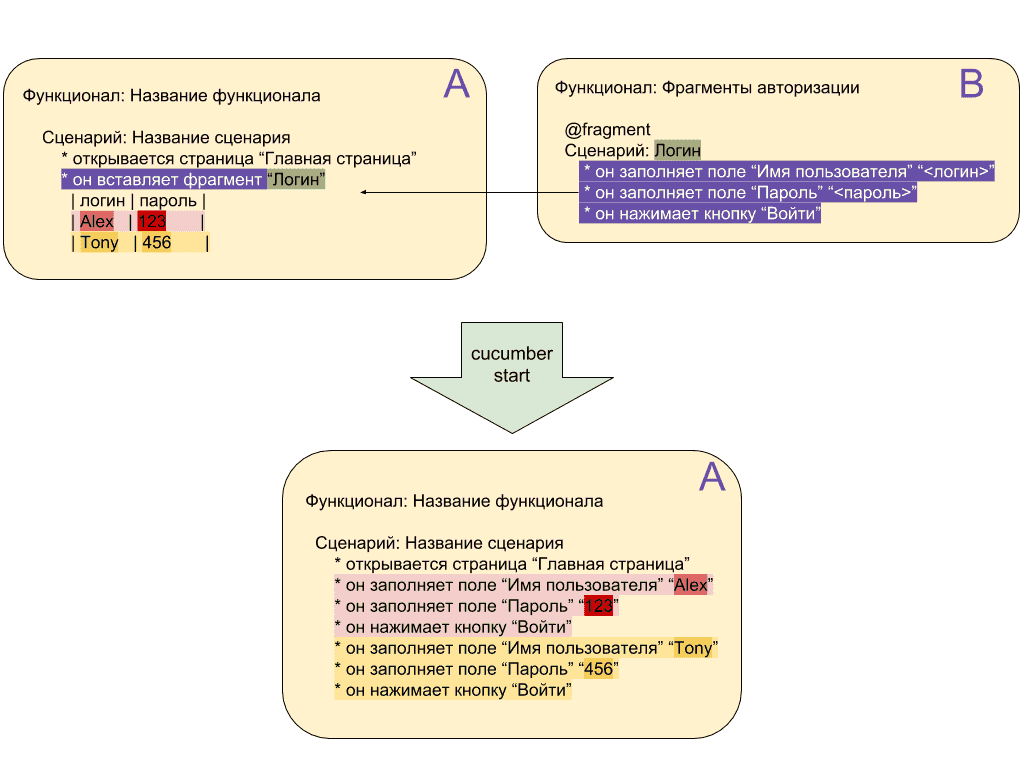 A
Функционал: Название функционала
Сценарий: Название сценария
* открывается страница “Главная страница”
* он вставляет фрагмент “Логин”
| логин | пароль |
| Alex | 123 |
| Tony | 456 |
B
Функционал: Фрагменты авторизации
@fragment
Сценарий: Логин
* он заполняет поле “Имя пользователя” “<логин>”
* он заполняет поле “Пароль” “<пароль>”
* он нажимает кнопку “Войти”
cucumber
start
A
Функционал: Название функционала
Сценарий: Название сценария
* открывается страница “Главная страница”
* он заполняет поле “Имя пользователя” “Alex”
* он заполняет поле “Пароль” “123”
* он нажимает кнопку “Войти”
* он заполняет поле “Имя пользователя” “Tony”
* он заполняет поле “Пароль” “456”
* он нажимает кнопку “Войти”